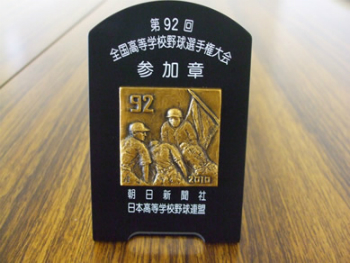 第92回
全国高等学校野球選手権大会
参加章
92
2010
朝日新聞社
日本高等学校野球連盟